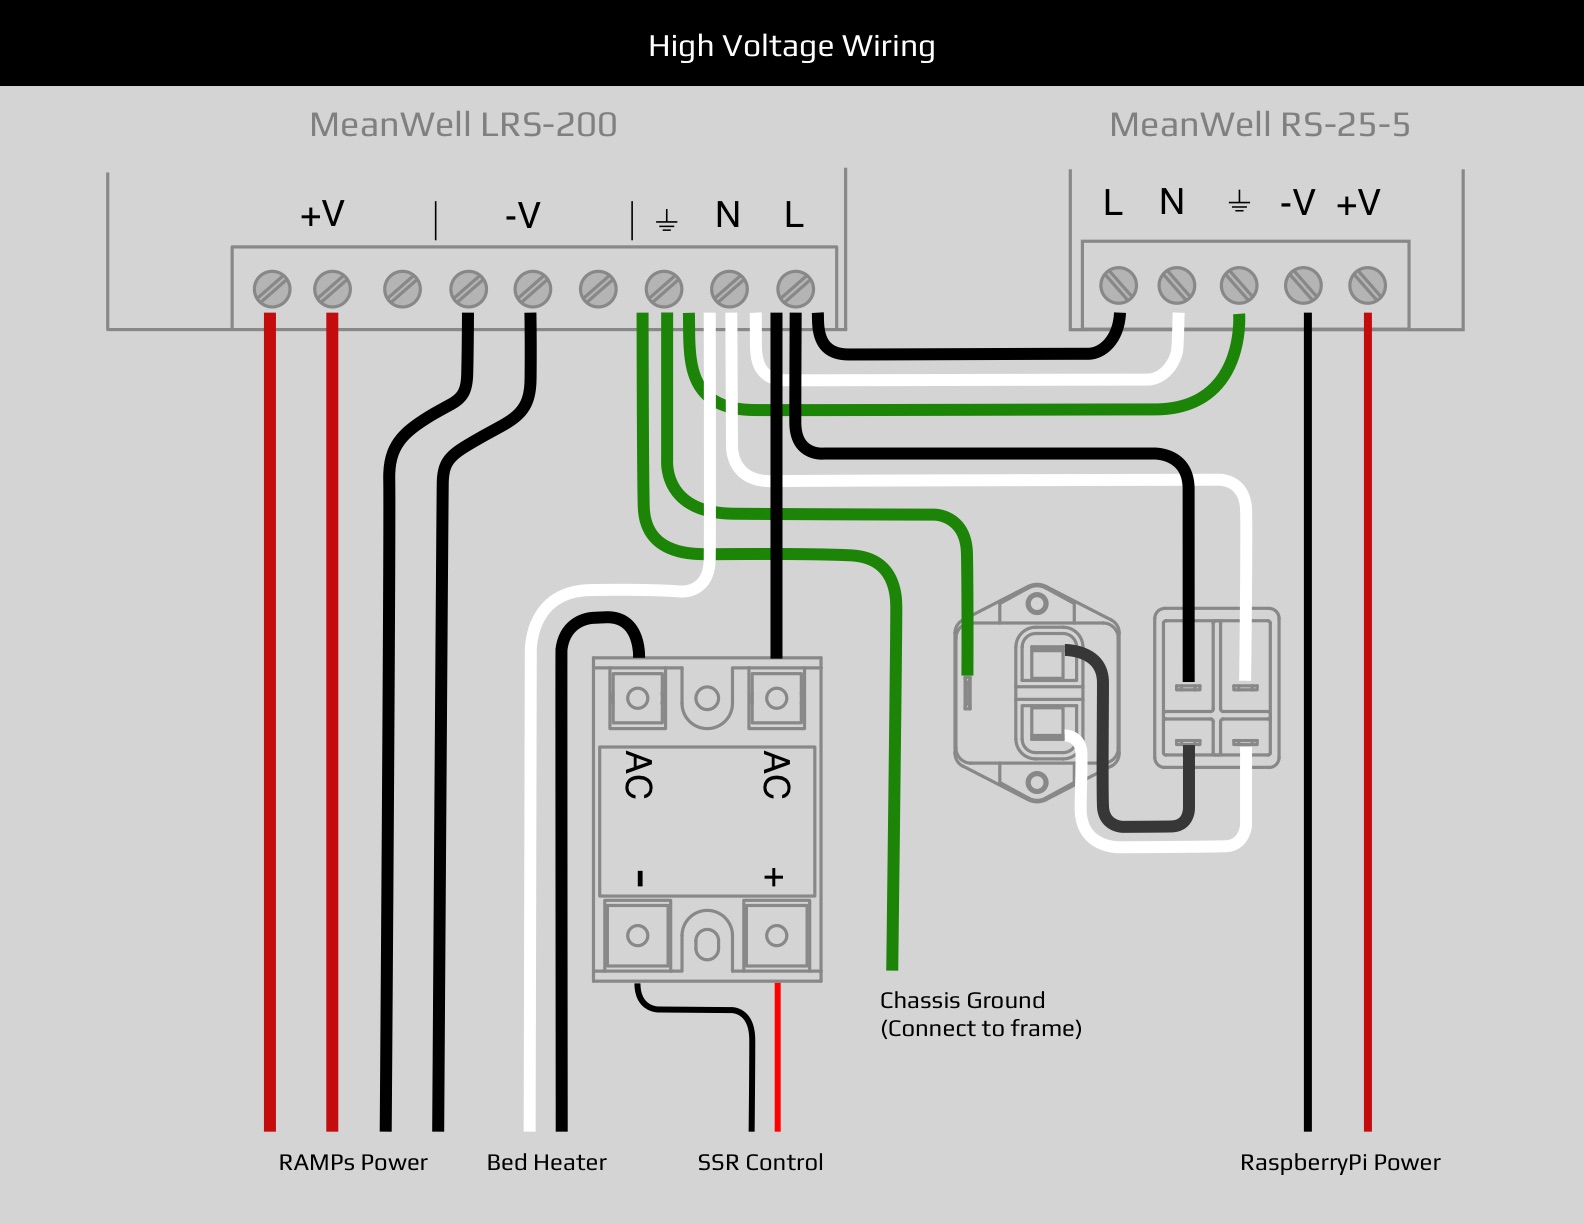 High Voltage Wiring
MeanWell LRS-200
MeanWell RS-25-5
+V | -V | ⏚ N L
L N ⏚ -V +V
AC AC
- +
Chassis Ground
(Connect to frame)
RAMPs Power
Bed Heater
SSR Control
RaspberryPi Power